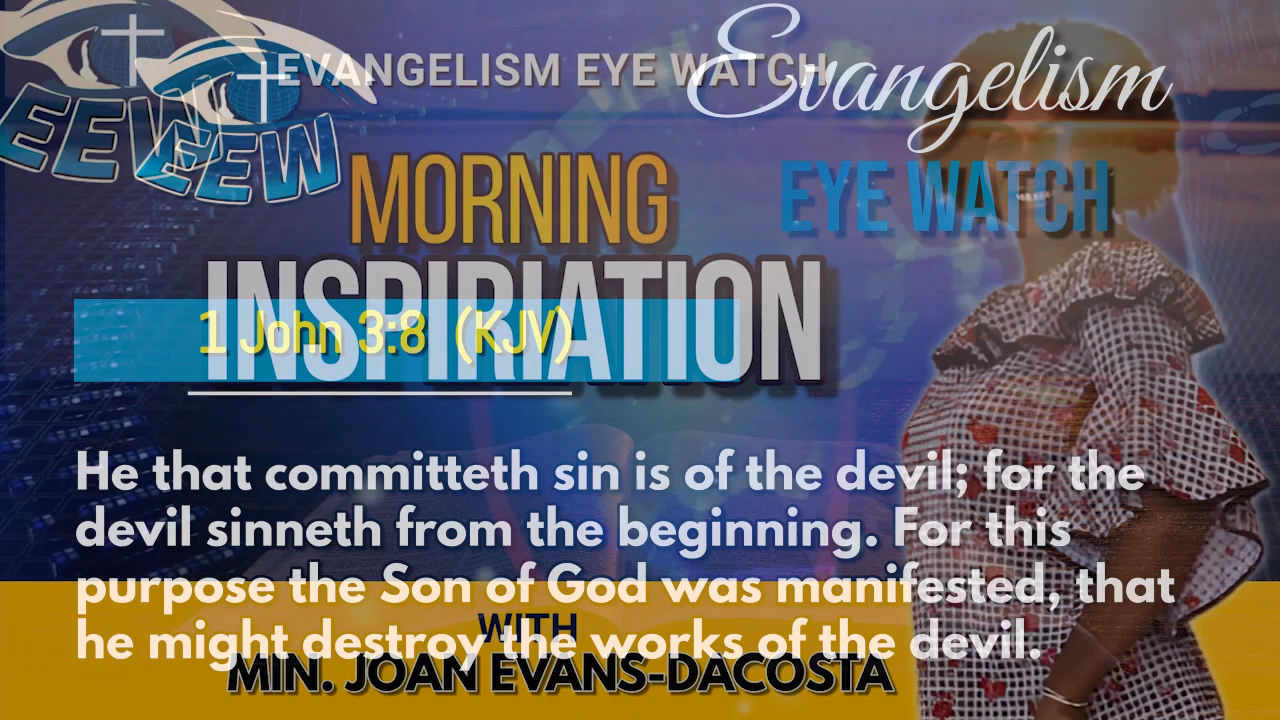 EVANGELISM EYE WATCH
Evangelism
EYE WATCH
EEW
EEW
MORNING
INSPIRIATION
1 John 3:8 (KJV)
He that committeth sin is of the devil; for the
devil sinneth from the beginning. For this
purpose the Son of God was manifested, that
he might destroy the works of the devil.
WITH
MIN. JOAN EVANS-DACOSTA